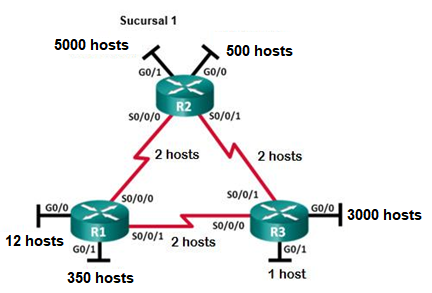 Sucursal 1
5000 hosts
500 hosts
G0/1
G0/0
R2
S0/0/0
S0/0/1
2 hosts
2 hosts
S0/0/0
S0/0/1
G0/0
R1
S0/0/1
S0/0/0
R3
G0/0
3000 hosts
12 hosts
G0/1
2 hosts
G0/1
350 hosts
1 host